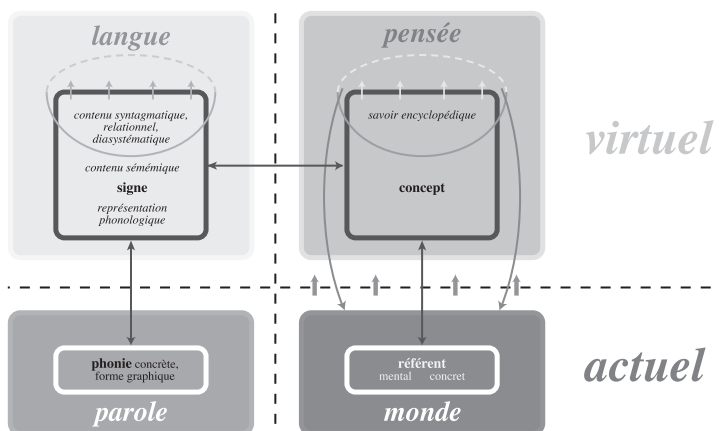 langue
contenu syntagmatique,
relationnel,
diasystématique
contenu sémémique
signe
représentation
phonologique
pensée
savoir encyclopédique
concept
virtuel
phonie concrète,
forme graphique
parole
référent
mental concret
monde
actuel